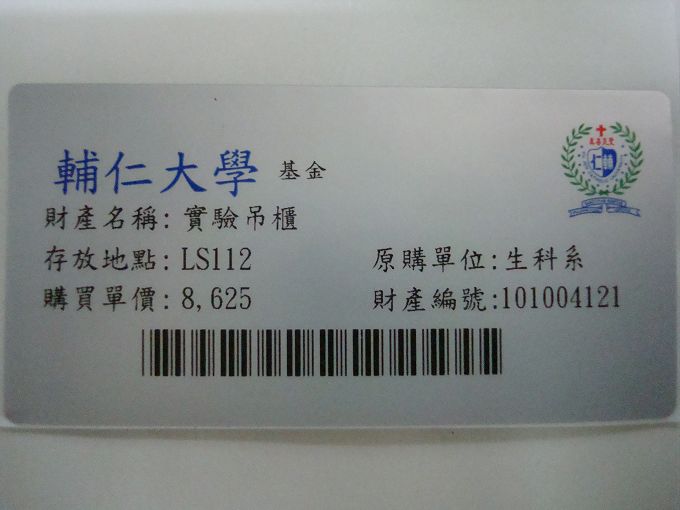 輔仁大學 基金
財產名稱: 實驗吊櫃
存放地點: LS112 原購單位: 生科系
購買單價: 8,625 財產編號:101004121